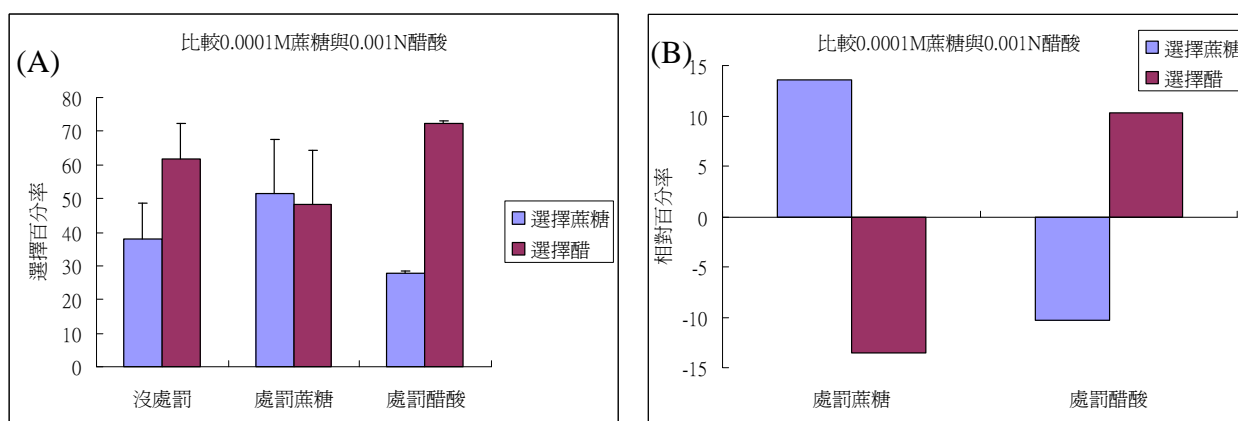 (A)
比較0.0001M蔗糖與0.001N醋酸
80
70
60
50
40
30
20
10
0
選擇百分率
選擇蔗糖
選擇醋
沒處罰 處罰蔗糖 處罰醋酸
(B)
比較0.0001M蔗糖與0.001N醋酸
選擇蔗糖
選擇醋
15
10
5
0
-5
-10
-15
相對百分率
處罰蔗糖 處罰醋酸